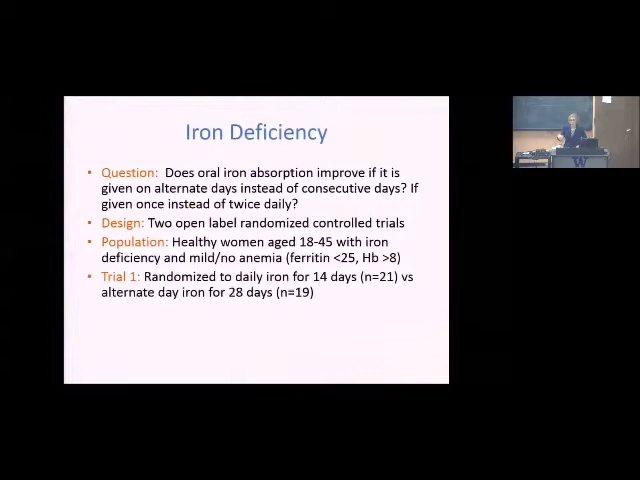 Iron Deficiency
• Question: Does oral iron absorption improve if it is
given on alternate days instead of consecutive days? If
given once instead of twice daily?
• Design: Two open label randomized controlled trials
• Population: Healthy women aged 18-45 with iron
deficiency and mild/no anemia (ferritin <25, Hb >8)
• Trial 1: Randomized to daily iron for 14 days (n=21) vs
alternate day iron for 28 days (n=19)
W